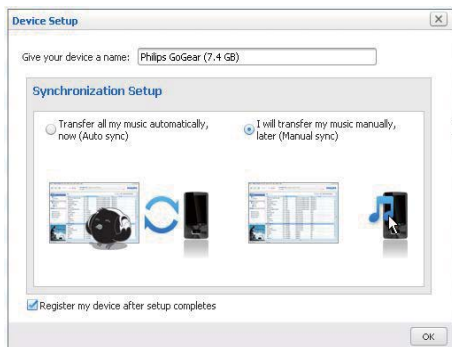 Device Setup
Give your device a name: Philips GoGear (7.4 GB)
Synchronization Setup
Transfer all my music automatically,
now (Auto sync)
I will transfer my music manually,
later (Manual sync)
Register my device after setup completes
OK